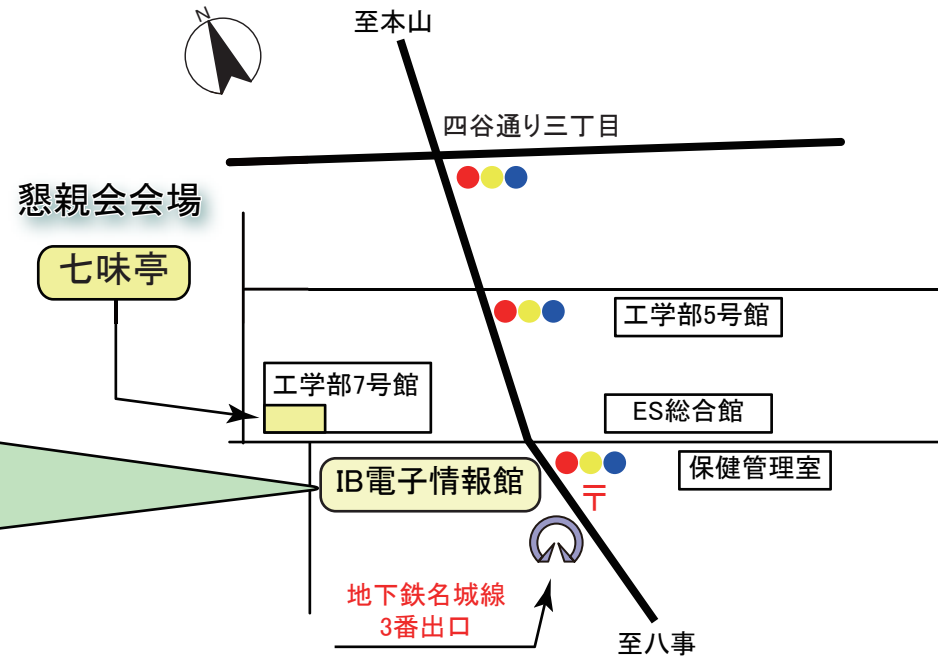 N
至本山
四谷通り三丁目
懇親会会場
七味亭
工学部5号館
工学部7号館
ES総合館
IB電子情報館
保健管理室
〒
地下鉄名城線
3番出口
至八事